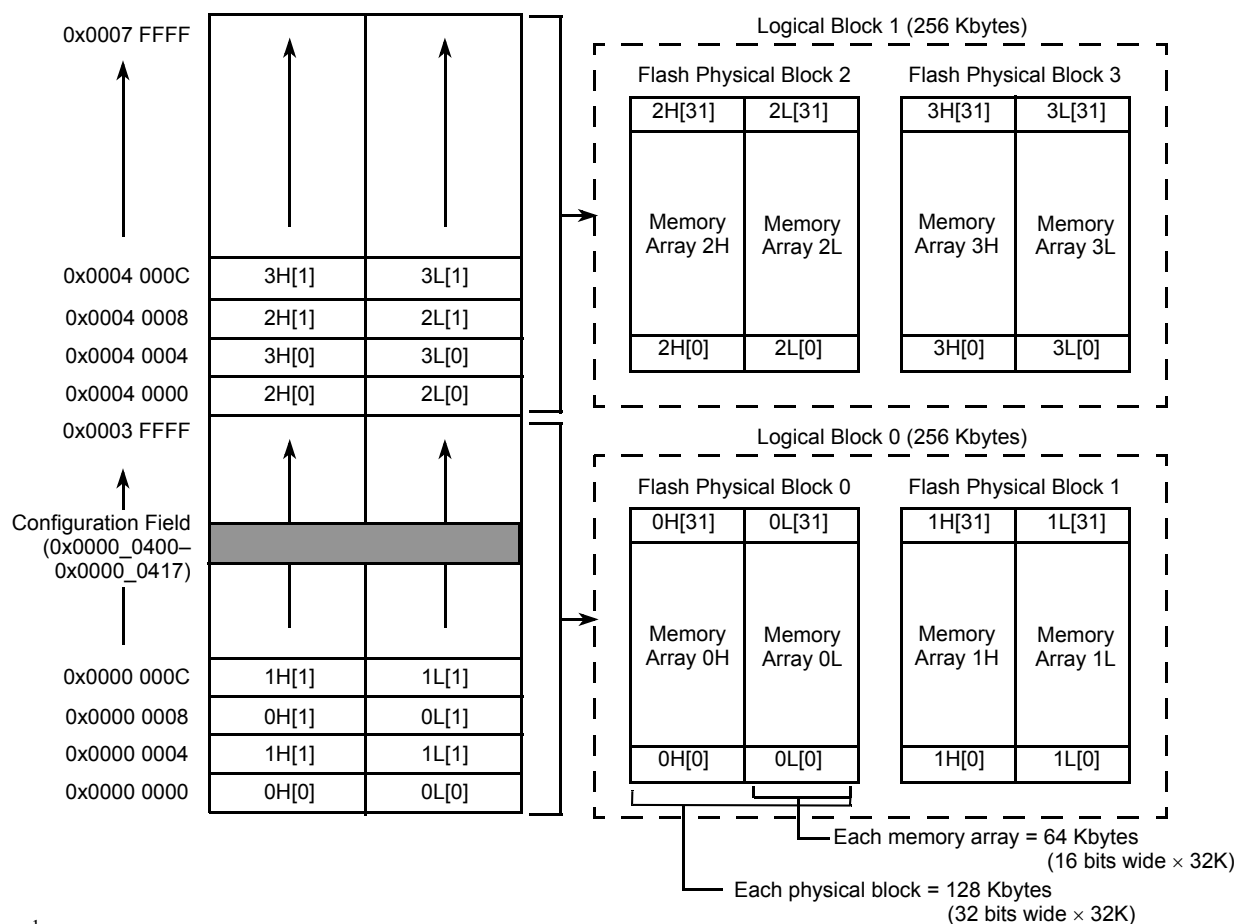 0x0007 FFFF
0x0004 000C
3H[1] 3L[1]
0x0004 0008
2H[1] 2L[1]
0x0004 0004
3H[0] 3L[0]
0x0004 0000
2H[0] 2L[0]
0x0003 FFFF
Configuration Field
(0x0000_0400–
0x0000_0417)
0x0000 000C
1H[1] 1L[1]
0x0000 0008
0H[1] 0L[1]
0x0000 0004
1H[1] 1L[1]
0x0000 0000
0H[0] 0L[0]
Logical Block 1 (256 Kbytes)
Flash Physical Block 2
2H[31] 2L[31]
Memory
Array 2H
Memory
Array 2L
2H[0] 2L[0]
Flash Physical Block 3
3H[31] 3L[31]
Memory
Array 3H
Memory
Array 3L
3H[0] 3L[0]
Logical Block 0 (256 Kbytes)
Flash Physical Block 0
0H[31] 0L[31]
Memory
Array 0H
Memory
Array 0L
0H[0] 0L[0]
Flash Physical Block 1
1H[31] 1L[31]
Memory
Array 1H
Memory
Array 1L
1H[0] 1L[0]
Each memory array = 64 Kbytes
(16 bits wide × 32K)
Each physical block = 128 Kbytes
(32 bits wide × 32K)